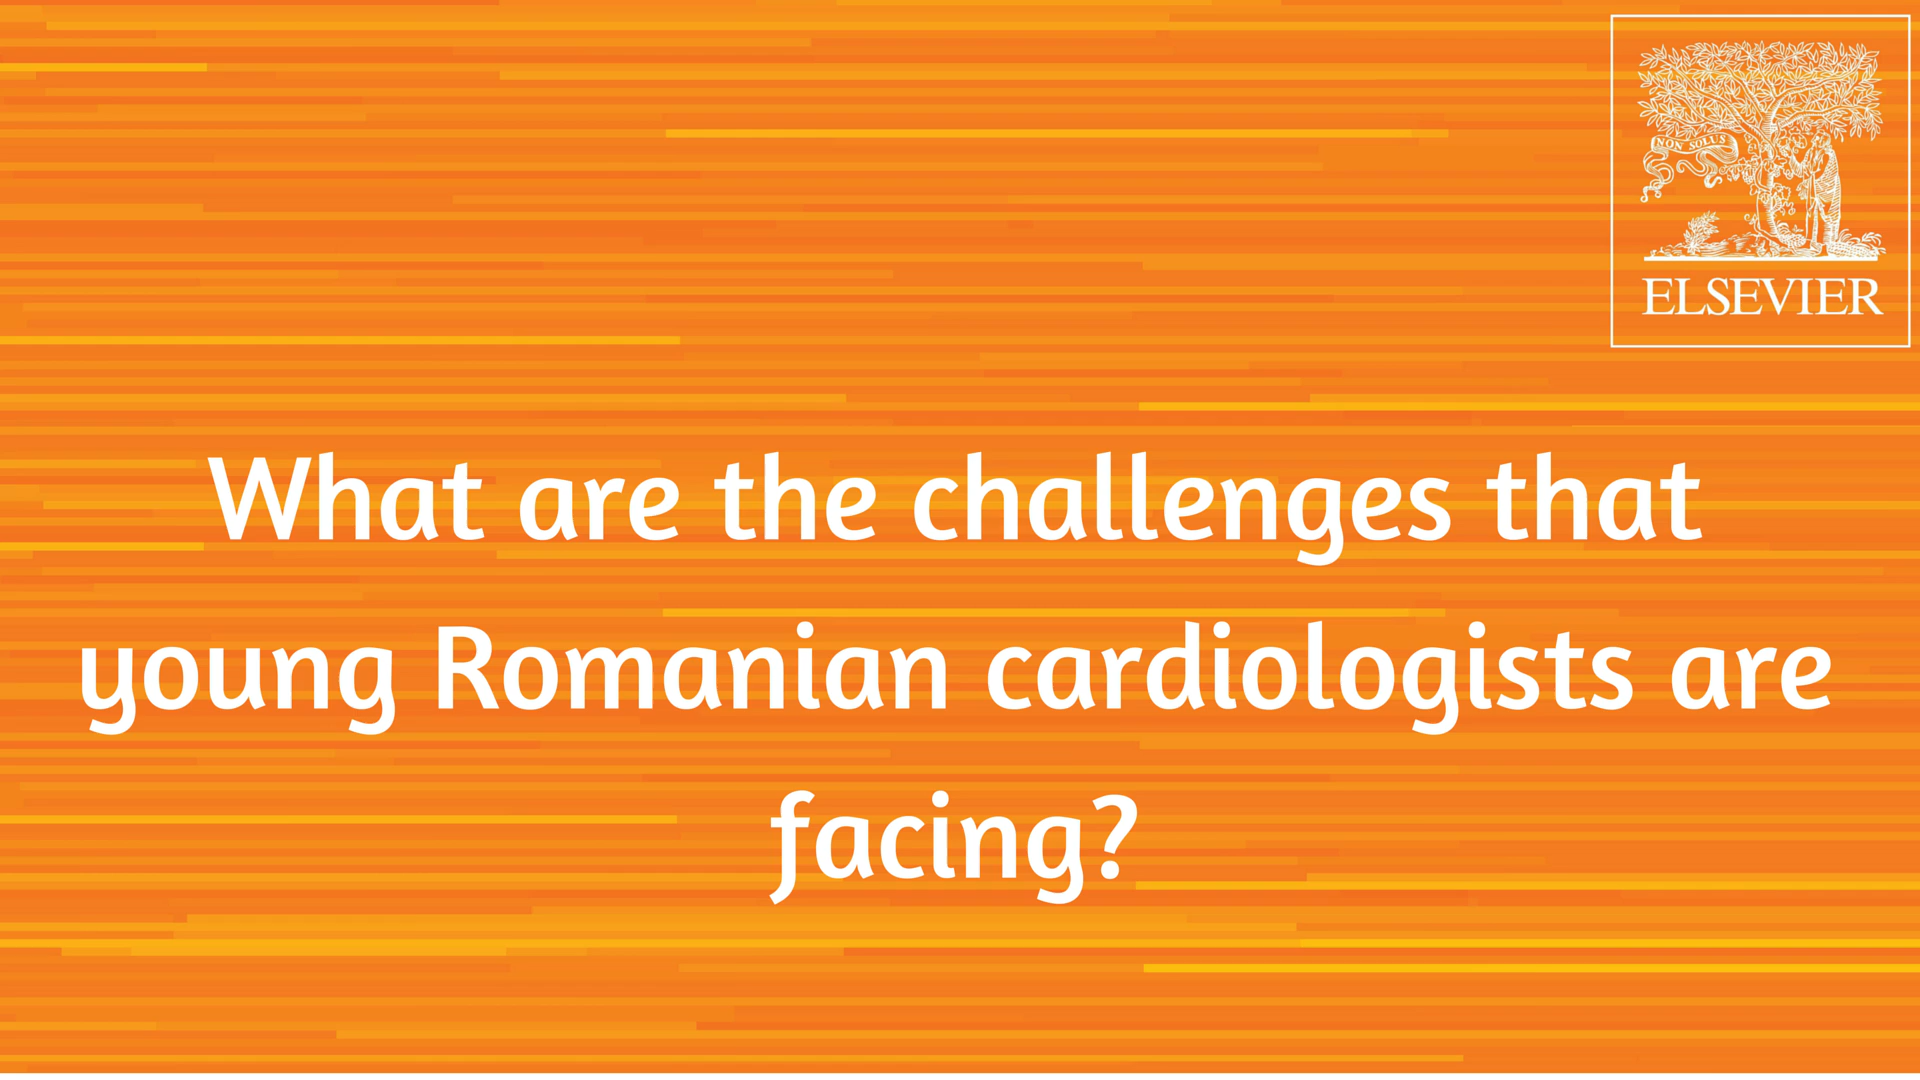 NON SOLUS
ELSEVIER
What are the challenges that
young Romanian cardiologists are
facing?